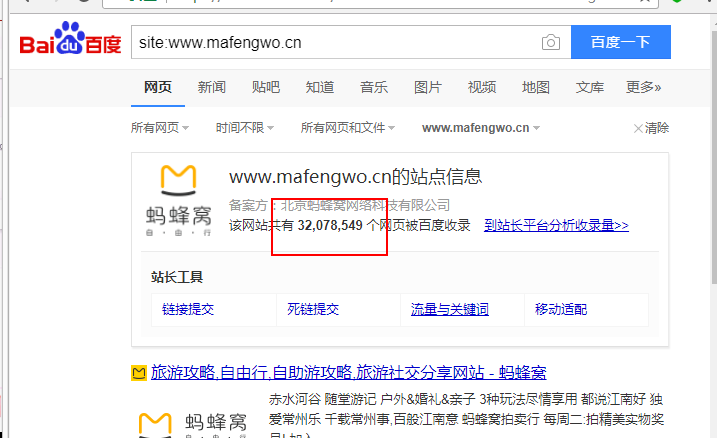 Bai du 百度
site:www.mafengwo.cn
百度一下
网页 新闻 贴吧 知道 音乐 图片 视频 地图 文库 更多»
所有网页 时间不限 所有网页和文件 www.mafengwo.cn 清除
www.mafengwo.cn的站点信息
蚂蜂窝
自·由·行
备案方：北京蚂蜂窝网络科技有限公司
该网站共有 32,078,549 个网页被百度收录 到站长平台分析收录量>>
站长工具
链接提交 死链提交 流量与关键词 移动适配
旅游攻略,自由行,自助游攻略,旅游社交分享网站 - 蚂蜂窝
蚂蜂窝
赤水河谷 随堂游记 户外&婚礼&亲子 3种玩法尽情享用 都说江南好 独
爱常州乐 千载常州事,百般江南意 蚂蜂窝拍卖行 每周二:拍精美实物奖